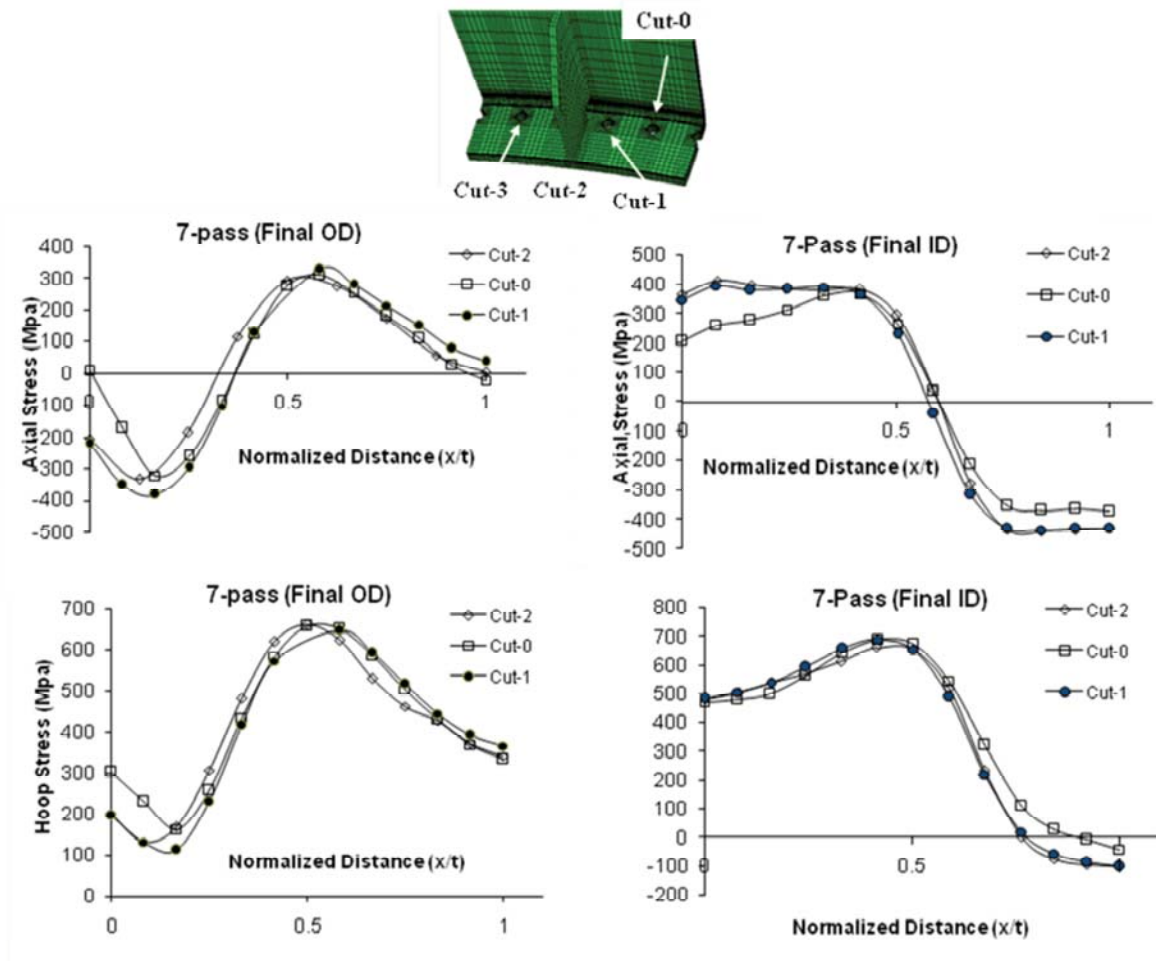 Cut-0
Cut-3
Cut-2
Cut-1
7-pass (Final OD)
Axial Stress (Mpa)
400
300
200
100
0
-100
-200
-300
-400
-500
0
0.5
1
Normalized Distance (x/t)
Cut-2
Cut-0
Cut-1
7-Pass (Final ID)
Axial Stress (Mpa)
500
400
300
200
100
0
-100
-200
-300
-400
-500
0
0.5
1
Normalized Distance (x/t)
Cut-2
Cut-0
Cut-1
7-pass (Final OD)
Hoop Stress (Mpa)
700
600
500
400
300
200
100
0
0
0.5
1
Normalized Distance (x/t)
Cut-2
Cut-0
Cut-1
7-Pass (Final ID)
800
700
600
500
400
300
200
100
0
-100
-200
0
0.5
1
Normalized Distance (x/t)
Cut-2
Cut-0
Cut-1